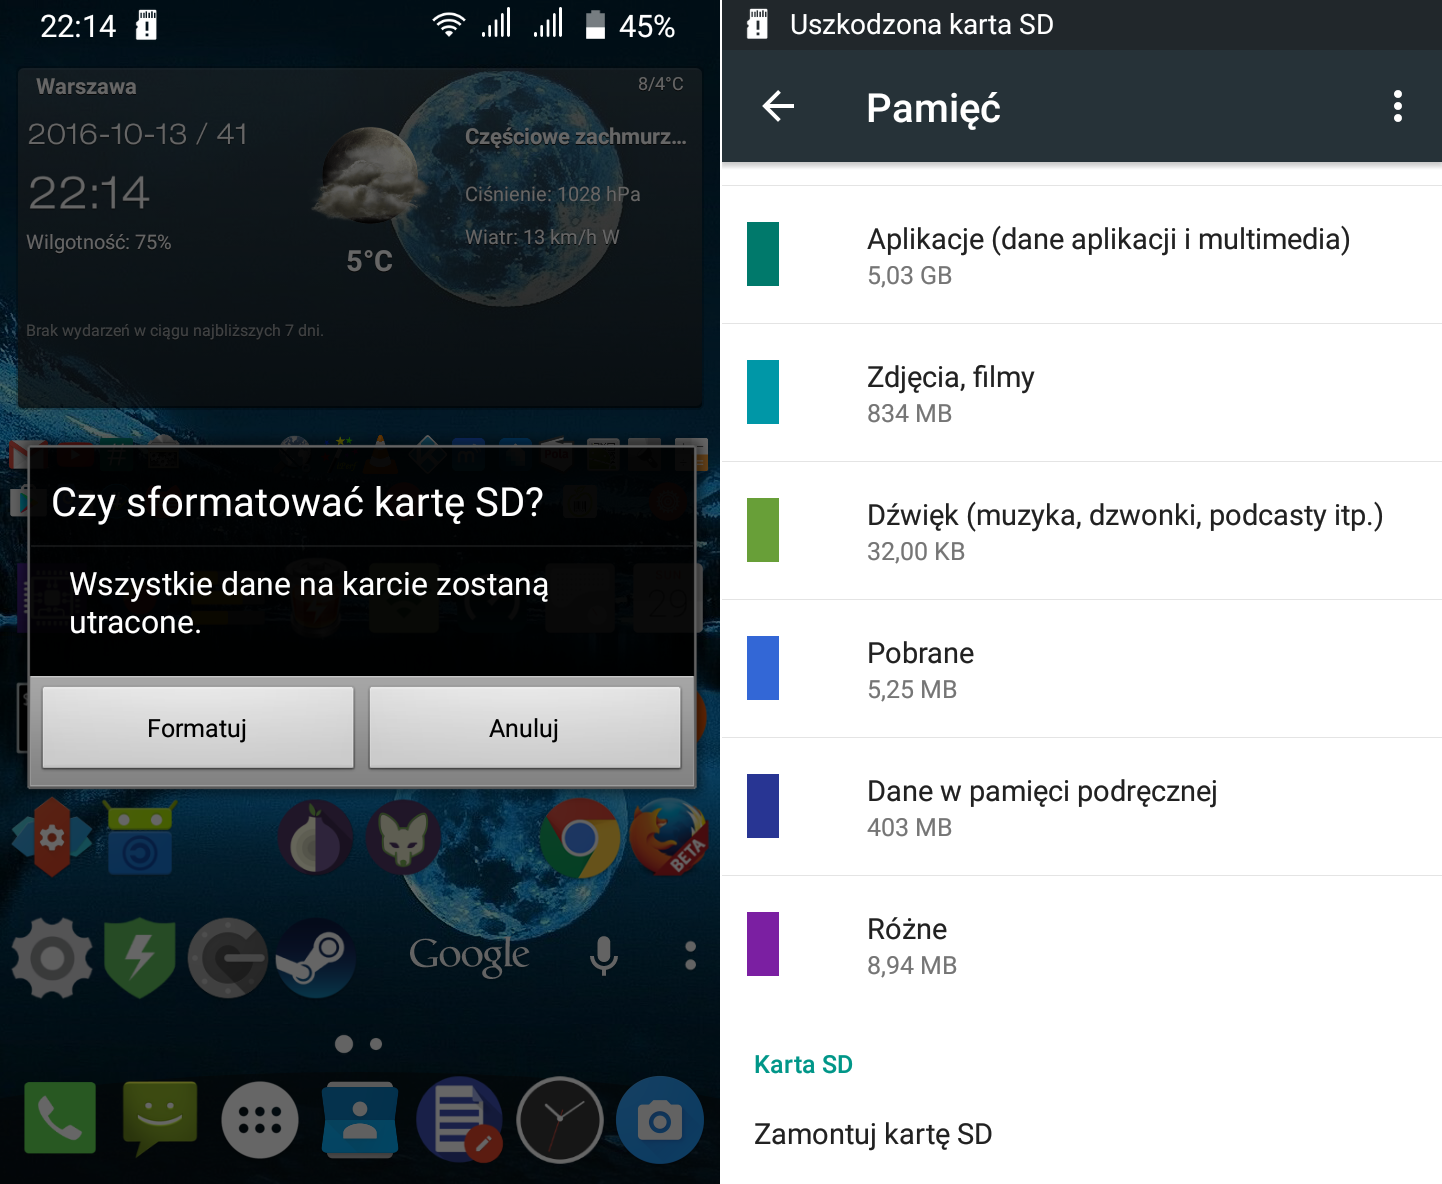 22:14
45%
Warszawa
8/4°C
2016-10-13 / 41
Częściowe zachmurz...
22:14
Ciśnienie: 1028 hPa
Wilgotność: 75%
Wiatr: 13 km/h W
5°C
Brak wydarzeń w ciągu najbliższych 7 dni.
Czy sformatować kartę SD?
Wszystkie dane na karcie zostaną
utracone.
29
Formatuj
Anuluj
BETA
Google
Uszkodzona karta SD
Pamięć
Aplikacje (dane aplikacji i multimedia)
5,03 GB
Zdjęcia, filmy
834 MB
Dźwięk (muzyka, dzwonki, podcasty itp.)
32,00 KB
Pobrane
5,25 MB
Dane w pamięci podręcznej
403 MB
Różne
8,94 MB
Karta SD
Zamontuj kartę SD